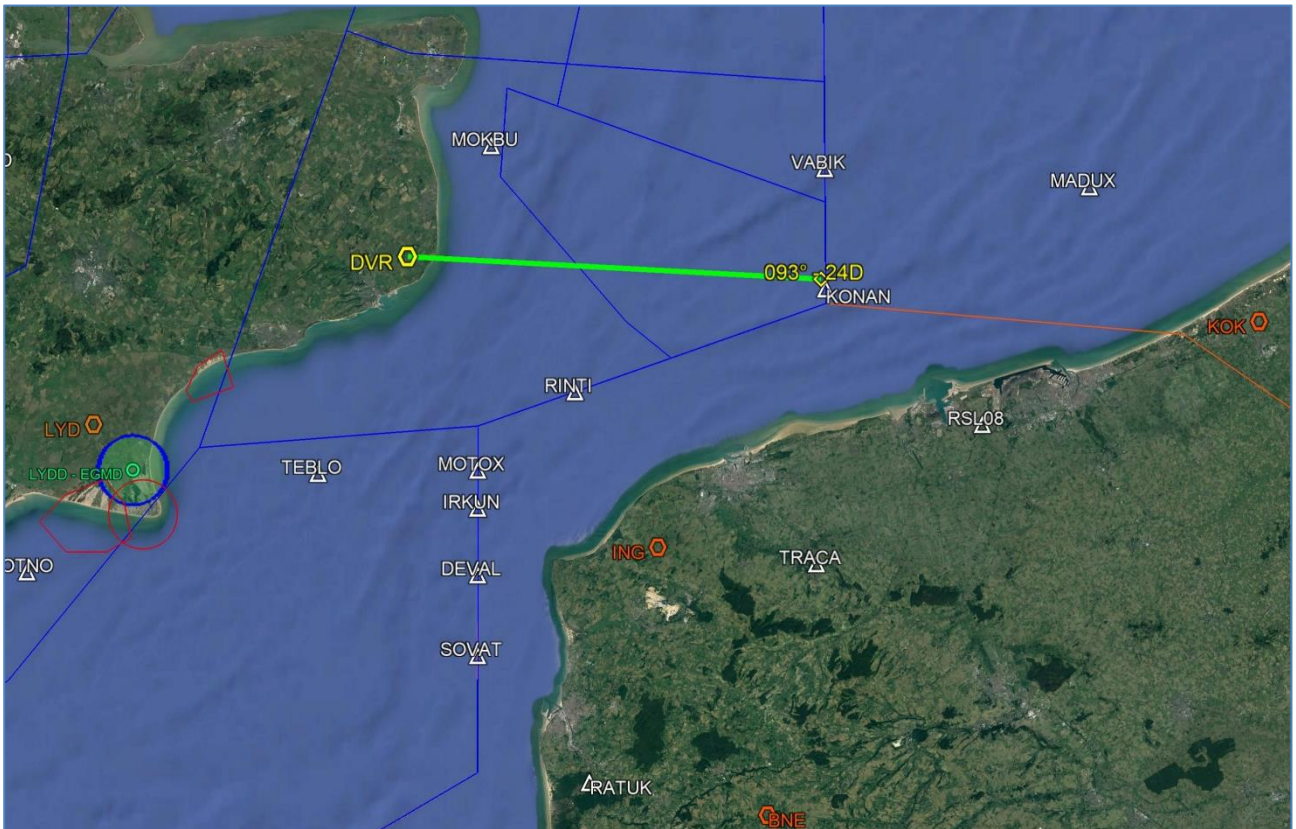 MOKBU
VABIK
MADUX
DVR
093° - 24D
KONAN
KOK
RINTI
LYD
RSL08
LYDD - EGMD
TEBLO
MOTOX
IRKUN
ING
TRACA
OTNO
DEVAL
SOVAT
RATUK
BNE